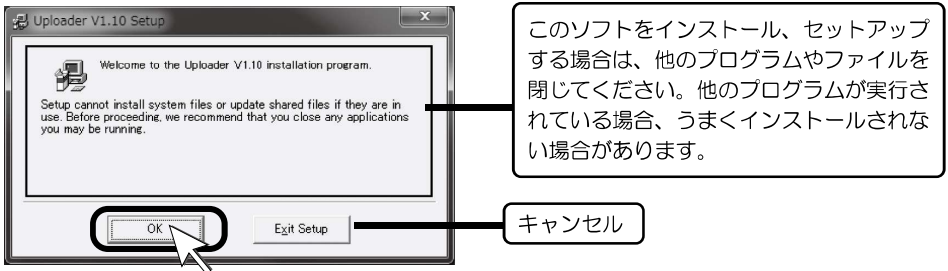 Uploader V1.10 Setup
Welcome to the Uploader V1.10 installation program.
Setup cannot install system files or update shared files if they are in
use. Before proceeding, we recommend that you close any applications
you may be running.
OK
Exit Setup
このソフトをインストール、セットアップ
する場合は、他のプログラムやファイルを
閉じてください。他のプログラムが実行さ
れている場合、うまくインストールされな
い場合があります。
キャンセル